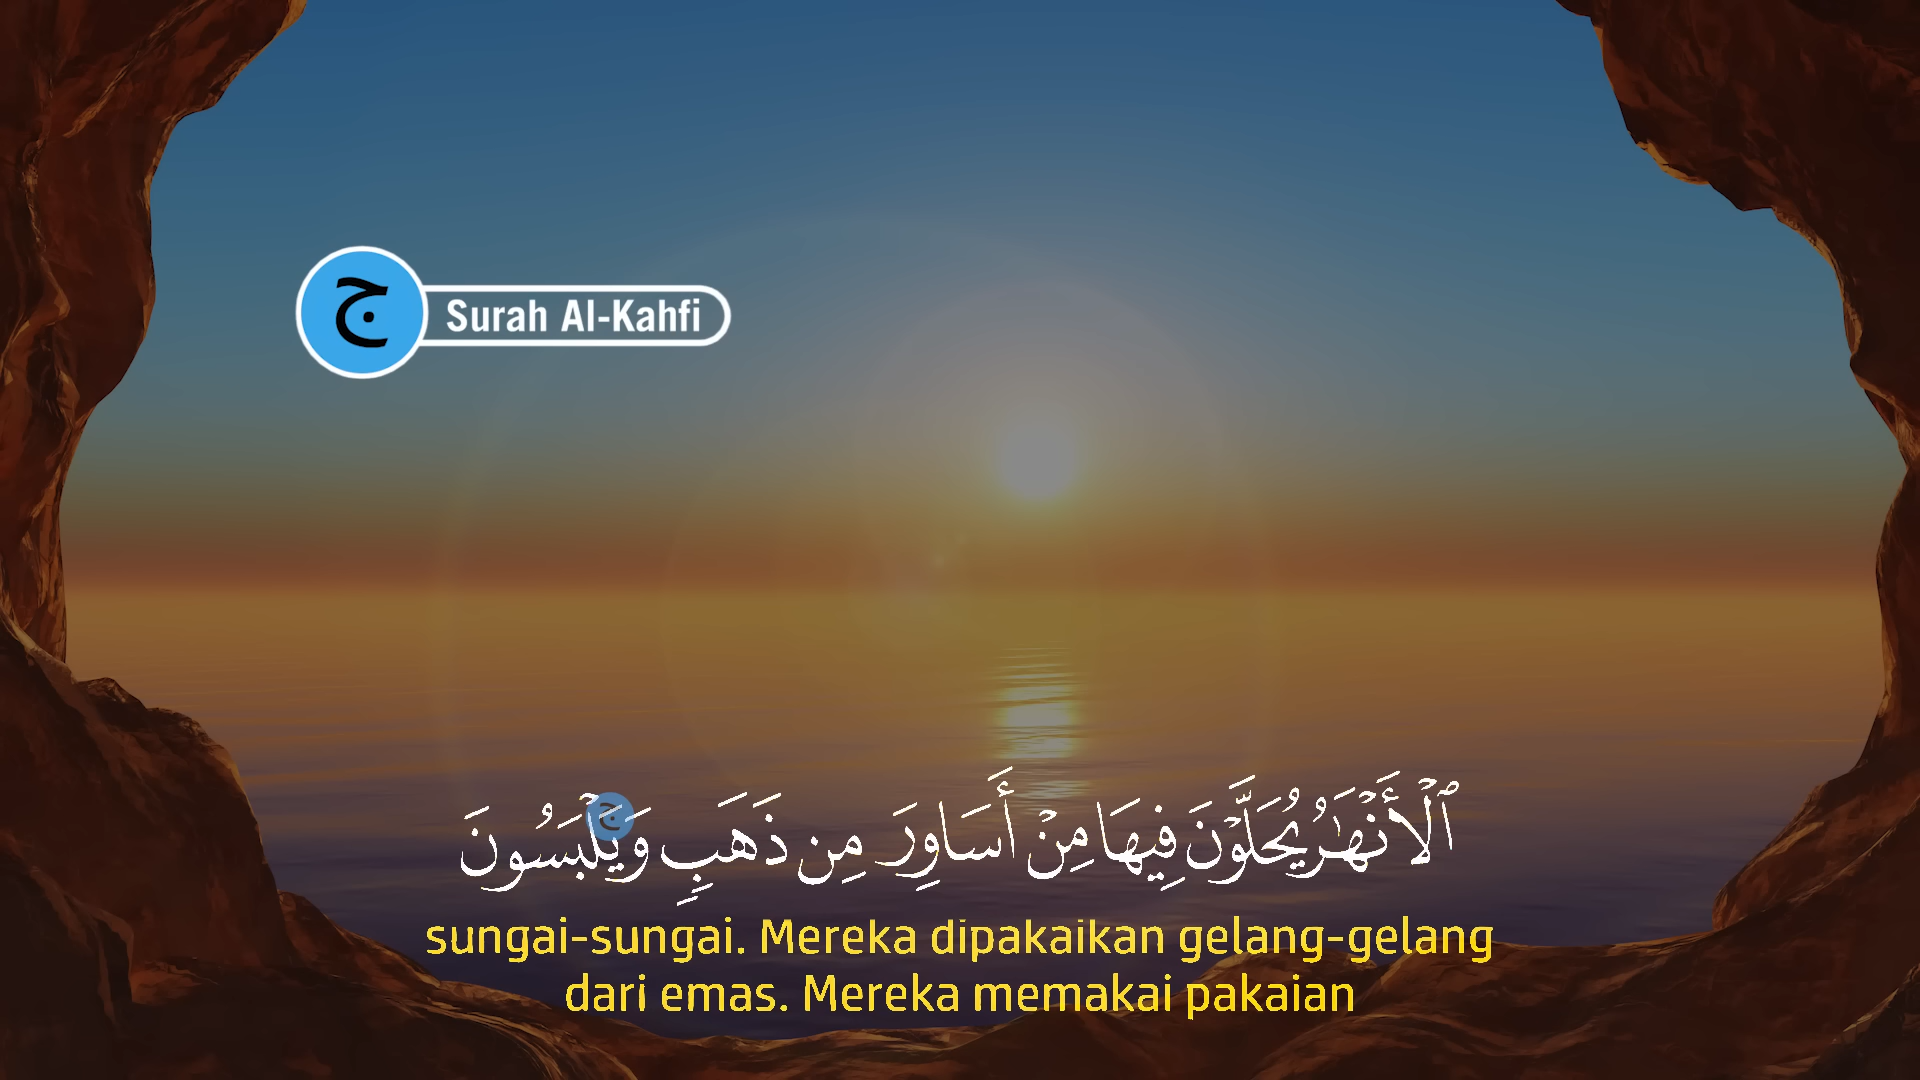 ج
Surah Al-Kahfi
ٱلْأَنْهَـٰرُ يُحَلَّوْنَ فِيهَا مِنْ أَسَاوِرَ مِن ذَهَبٍ وَيَلْبَسُونَ
ج
sungai-sungai. Mereka dipakaikan gelang-gelang
dari emas. Mereka memakai pakaian